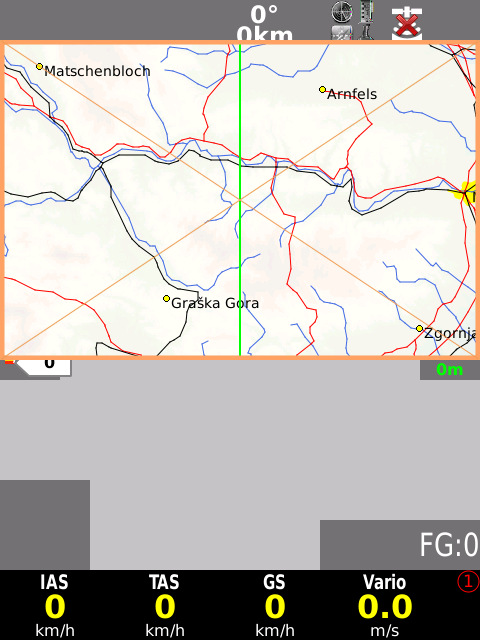 0°
0km
Matschenbloch
Arnfels
Graška Gora
0
0m
FG:0
IAS
TAS
GS
Vario
①
0
0
0
0.0
km/h
km/h
km/h
m/s